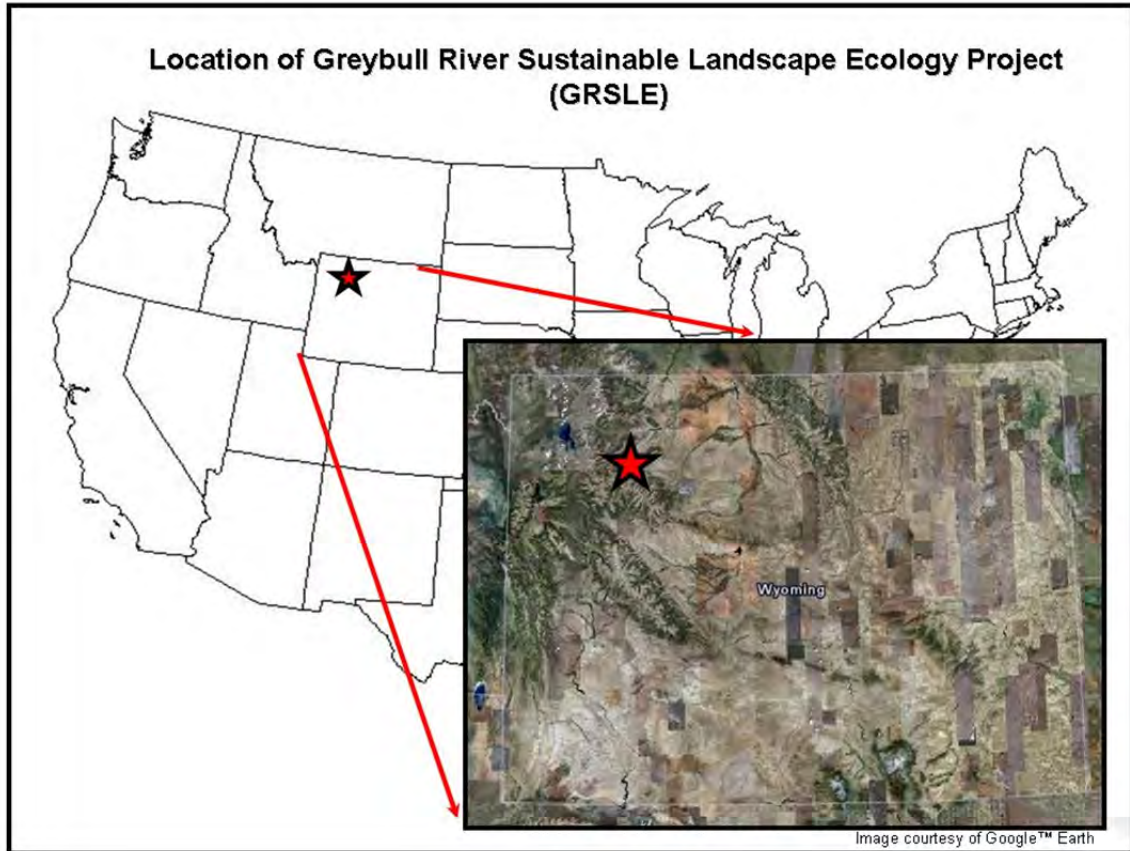 Location of Greybull River Sustainable Landscape Ecology Project
(GRSLE)
Wyoming
Image courtesy of Google™ Earth